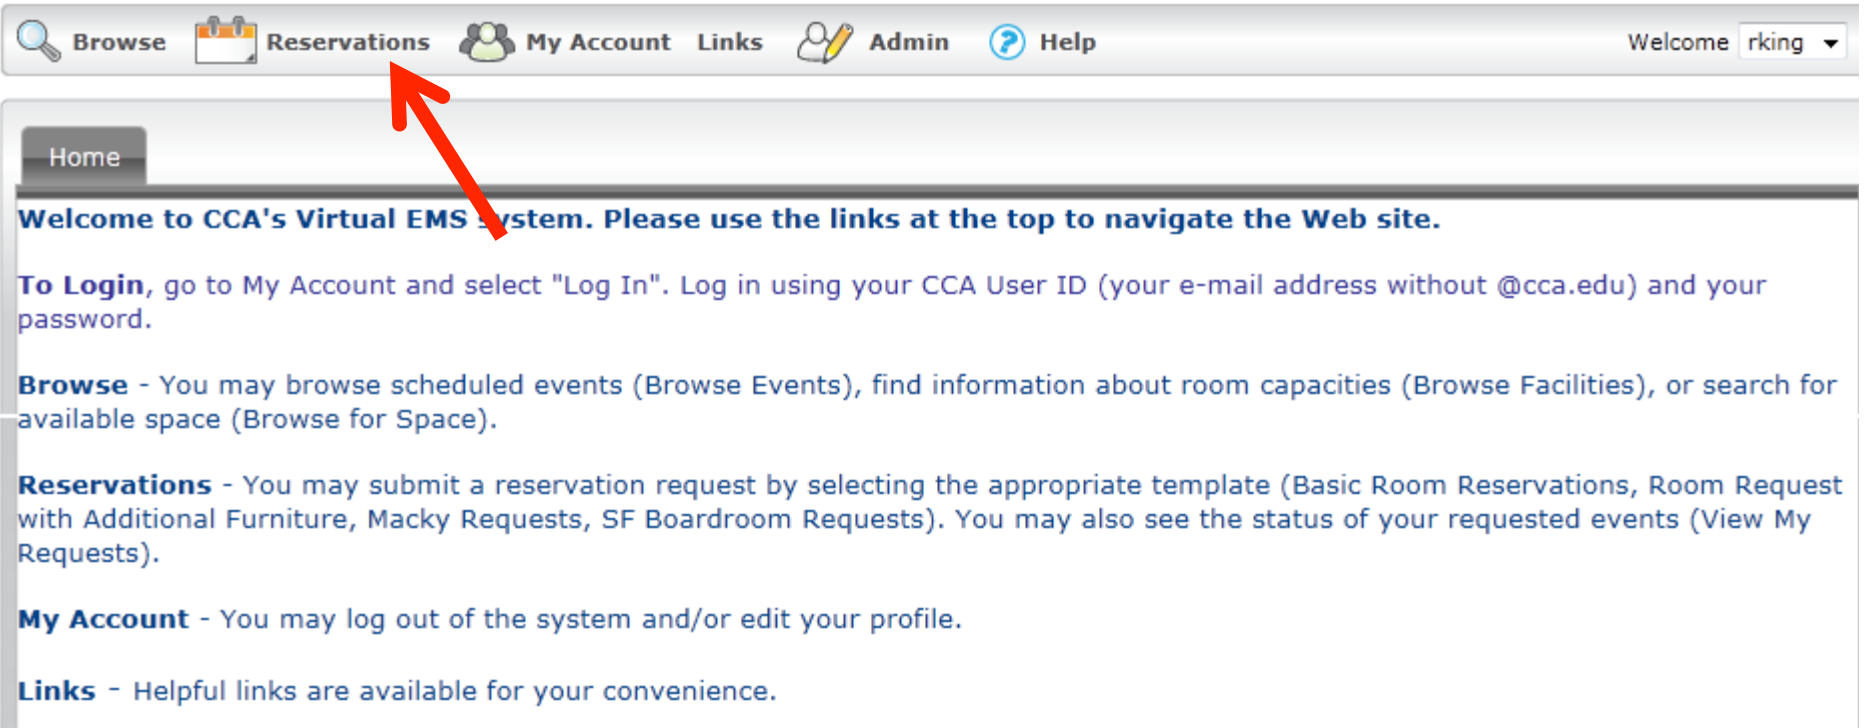 Browse Reservations My Account Links Admin Help Welcome rking
Home
Welcome to CCA's Virtual EMS system. Please use the links at the top to navigate the Web site.
To Login, go to My Account and select "Log In". Log in using your CCA User ID (your e-mail address without @cca.edu) and your
password.
Browse - You may browse scheduled events (Browse Events), find information about room capacities (Browse Facilities), or search for
available space (Browse for Space).
Reservations - You may submit a reservation request by selecting the appropriate template (Basic Room Reservations, Room Request
with Additional Furniture, Macky Requests, SF Boardroom Requests). You may also see the status of your requested events (View My
Requests).
My Account - You may log out of the system and/or edit your profile.
Links - Helpful links are available for your convenience.